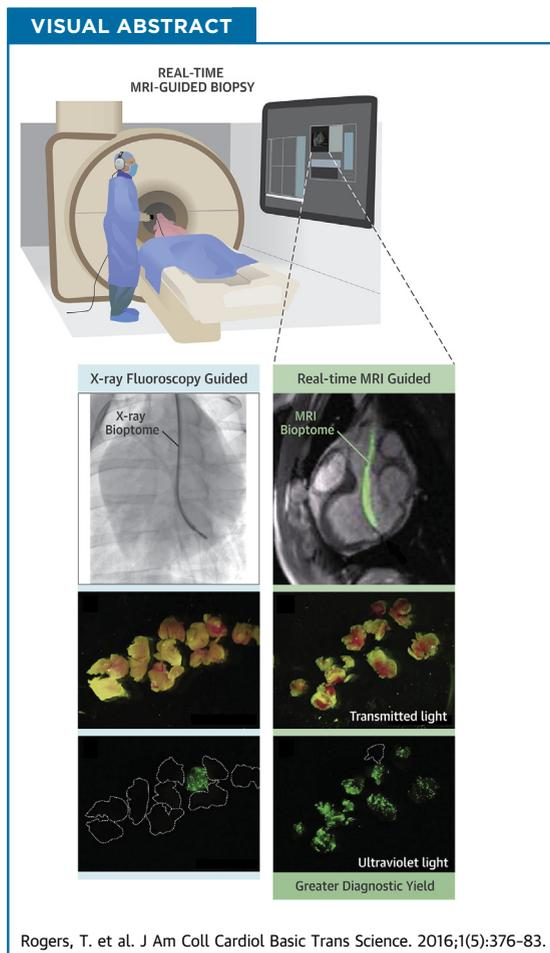 VISUAL ABSTRACT
REAL-TIME
MRI-GUIDED BIOPSY
X-ray Fluoroscopy Guided
Real-time MRI Guided
X-ray
Bioptome
MRI
Bioptome
Transmitted light
Ultraviolet light
Greater Diagnostic Yield
Rogers, T. et al. J Am Coll Cardiol Basic Trans Science. 2016;1(5):376–83.